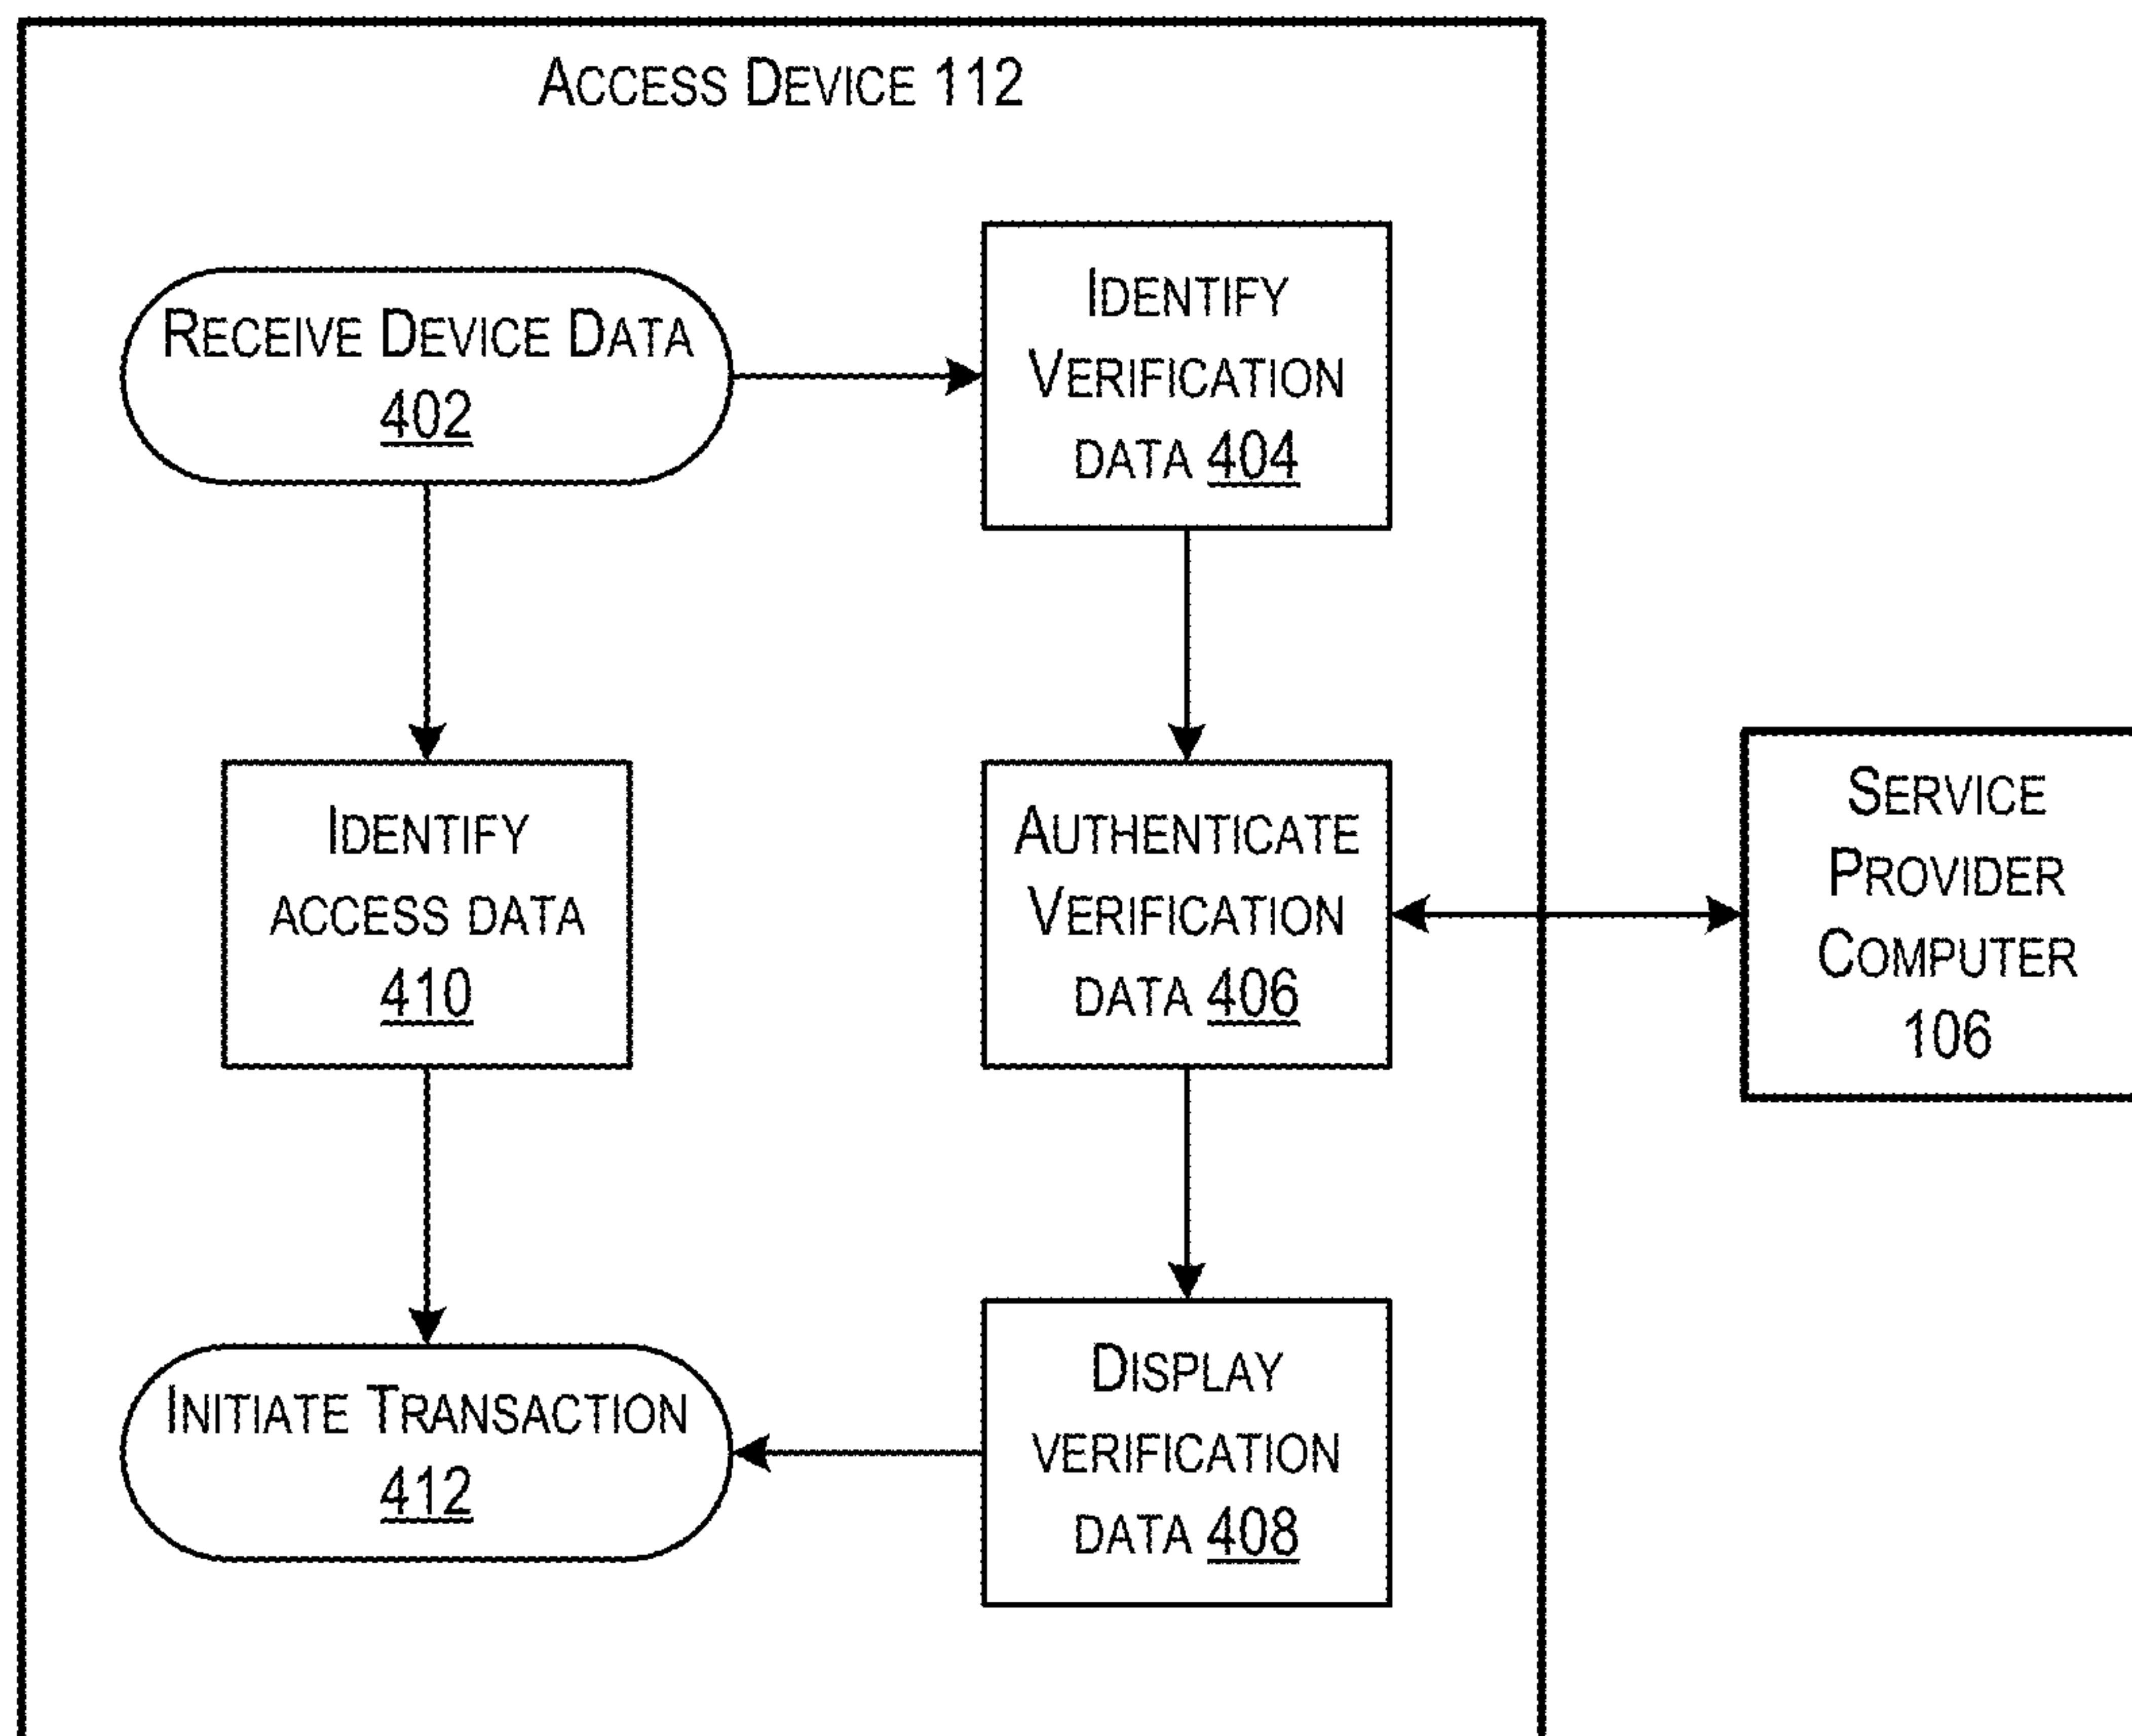 ACCESS DEVICE 112
RECEIVE DEVICE DATA
402
IDENTIFY
VERIFICATION
DATA 404
IDENTIFY
ACCESS DATA
410
AUTHENTICATE
VERIFICATION
DATA 406
SERVICE
PROVIDER
COMPUTER
106
INITIATE TRANSACTION
412
DISPLAY
VERIFICATION
DATA 408